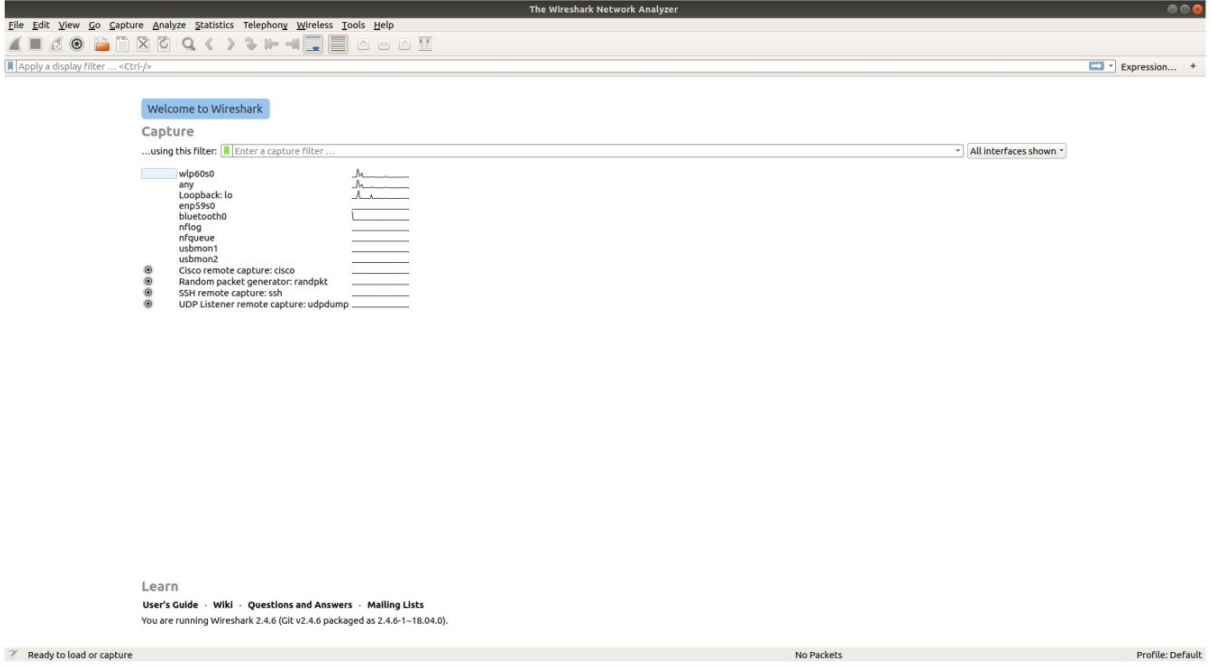 The Wireshark Network Analyzer
File Edit View Go Capture Analyze Statistics Telephony Wireless Tools Help
Apply a display filter ... <Ctrl-/> Expression... +
Welcome to Wireshark
Capture
...using this filter: Enter a capture filter ... All interfaces shown
wlp60s0
any
Loopback: lo
enp59s0
bluetooth0
nflog
nfqueue
usbmon1
usbmon2
Cisco remote capture: cisco
Random packet generator: randpkt
SSH remote capture: ssh
UDP Listener remote capture: udpdump
Learn
User's Guide · Wiki · Questions and Answers · Mailing Lists
You are running Wireshark 2.4.6 (Git v2.4.6 packaged as 2.4.6-1~18.04.0).
Ready to load or capture No Packets Profile: Default